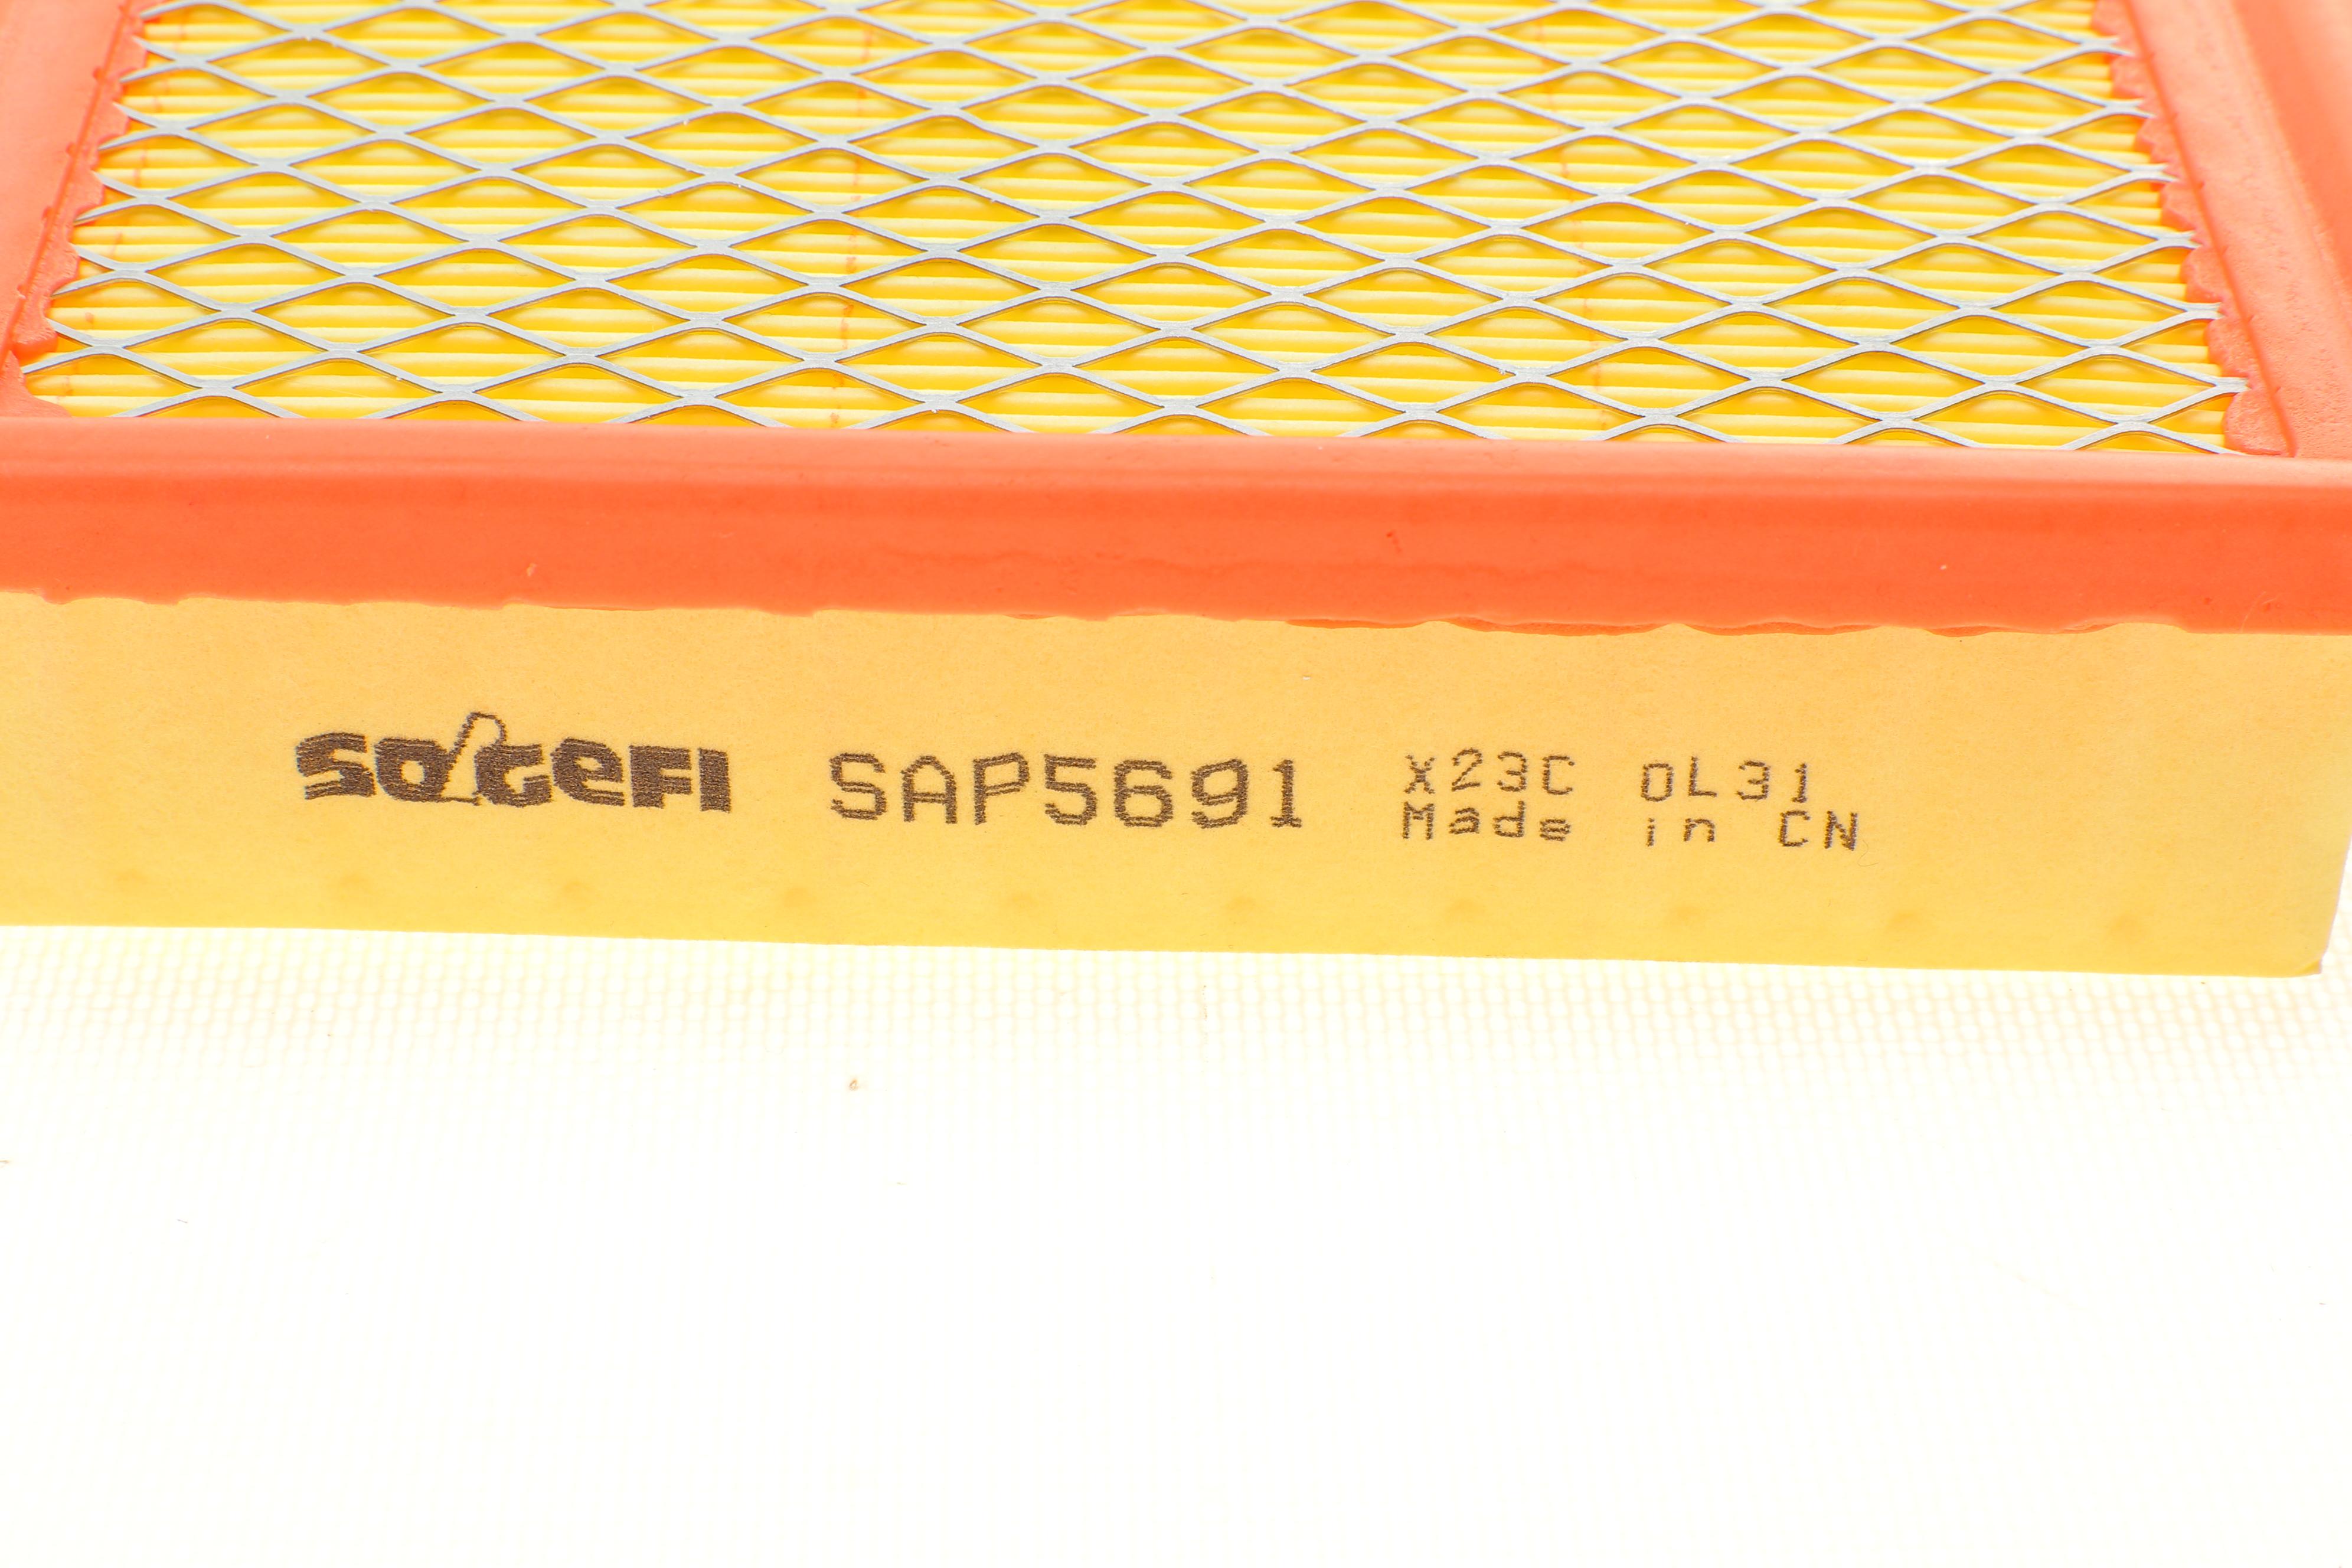 SOGEFI SAP5691 X23C 0L31
Made in CN